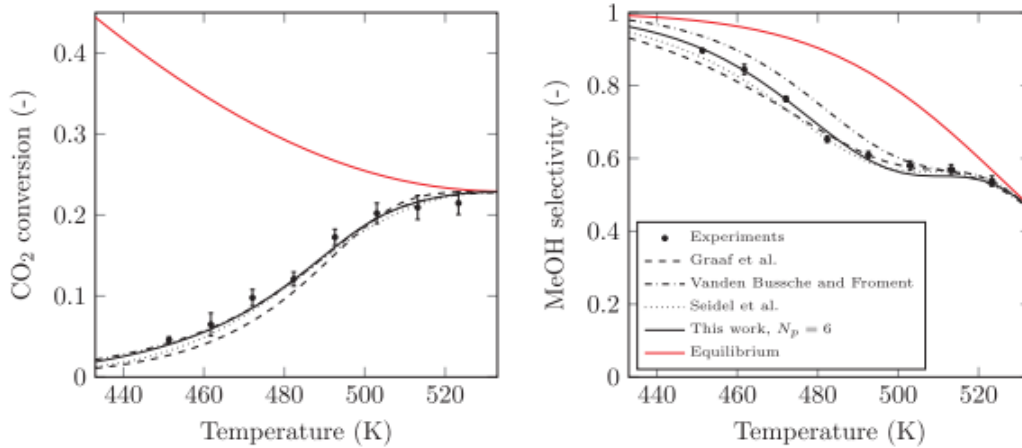 0.4
0.3
0.2
0.1
0
CO₂ conversion (-)
440 460 480 500 520
Temperature (K)
1
0.8
0.6
0.4
0.2
0
MeOH selectivity (-)
Experiments
Graaf et al.
Vanden Bussche and Froment
Seidel et al.
This work, Nₚ = 6
Equilibrium
440 460 480 500 520
Temperature (K)